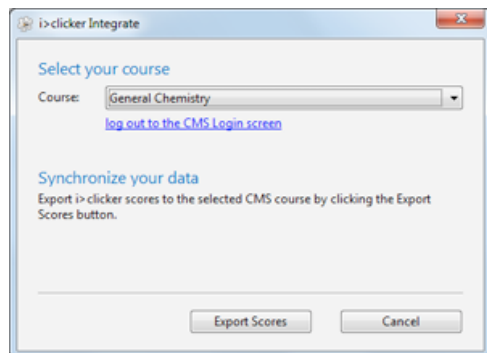 i>clicker Integrate
Select your course
Course: General Chemistry
log out to the CMS Login screen
Synchronize your data
Export i>clicker scores to the selected CMS course by clicking the Export
Scores button.
Export Scores Cancel